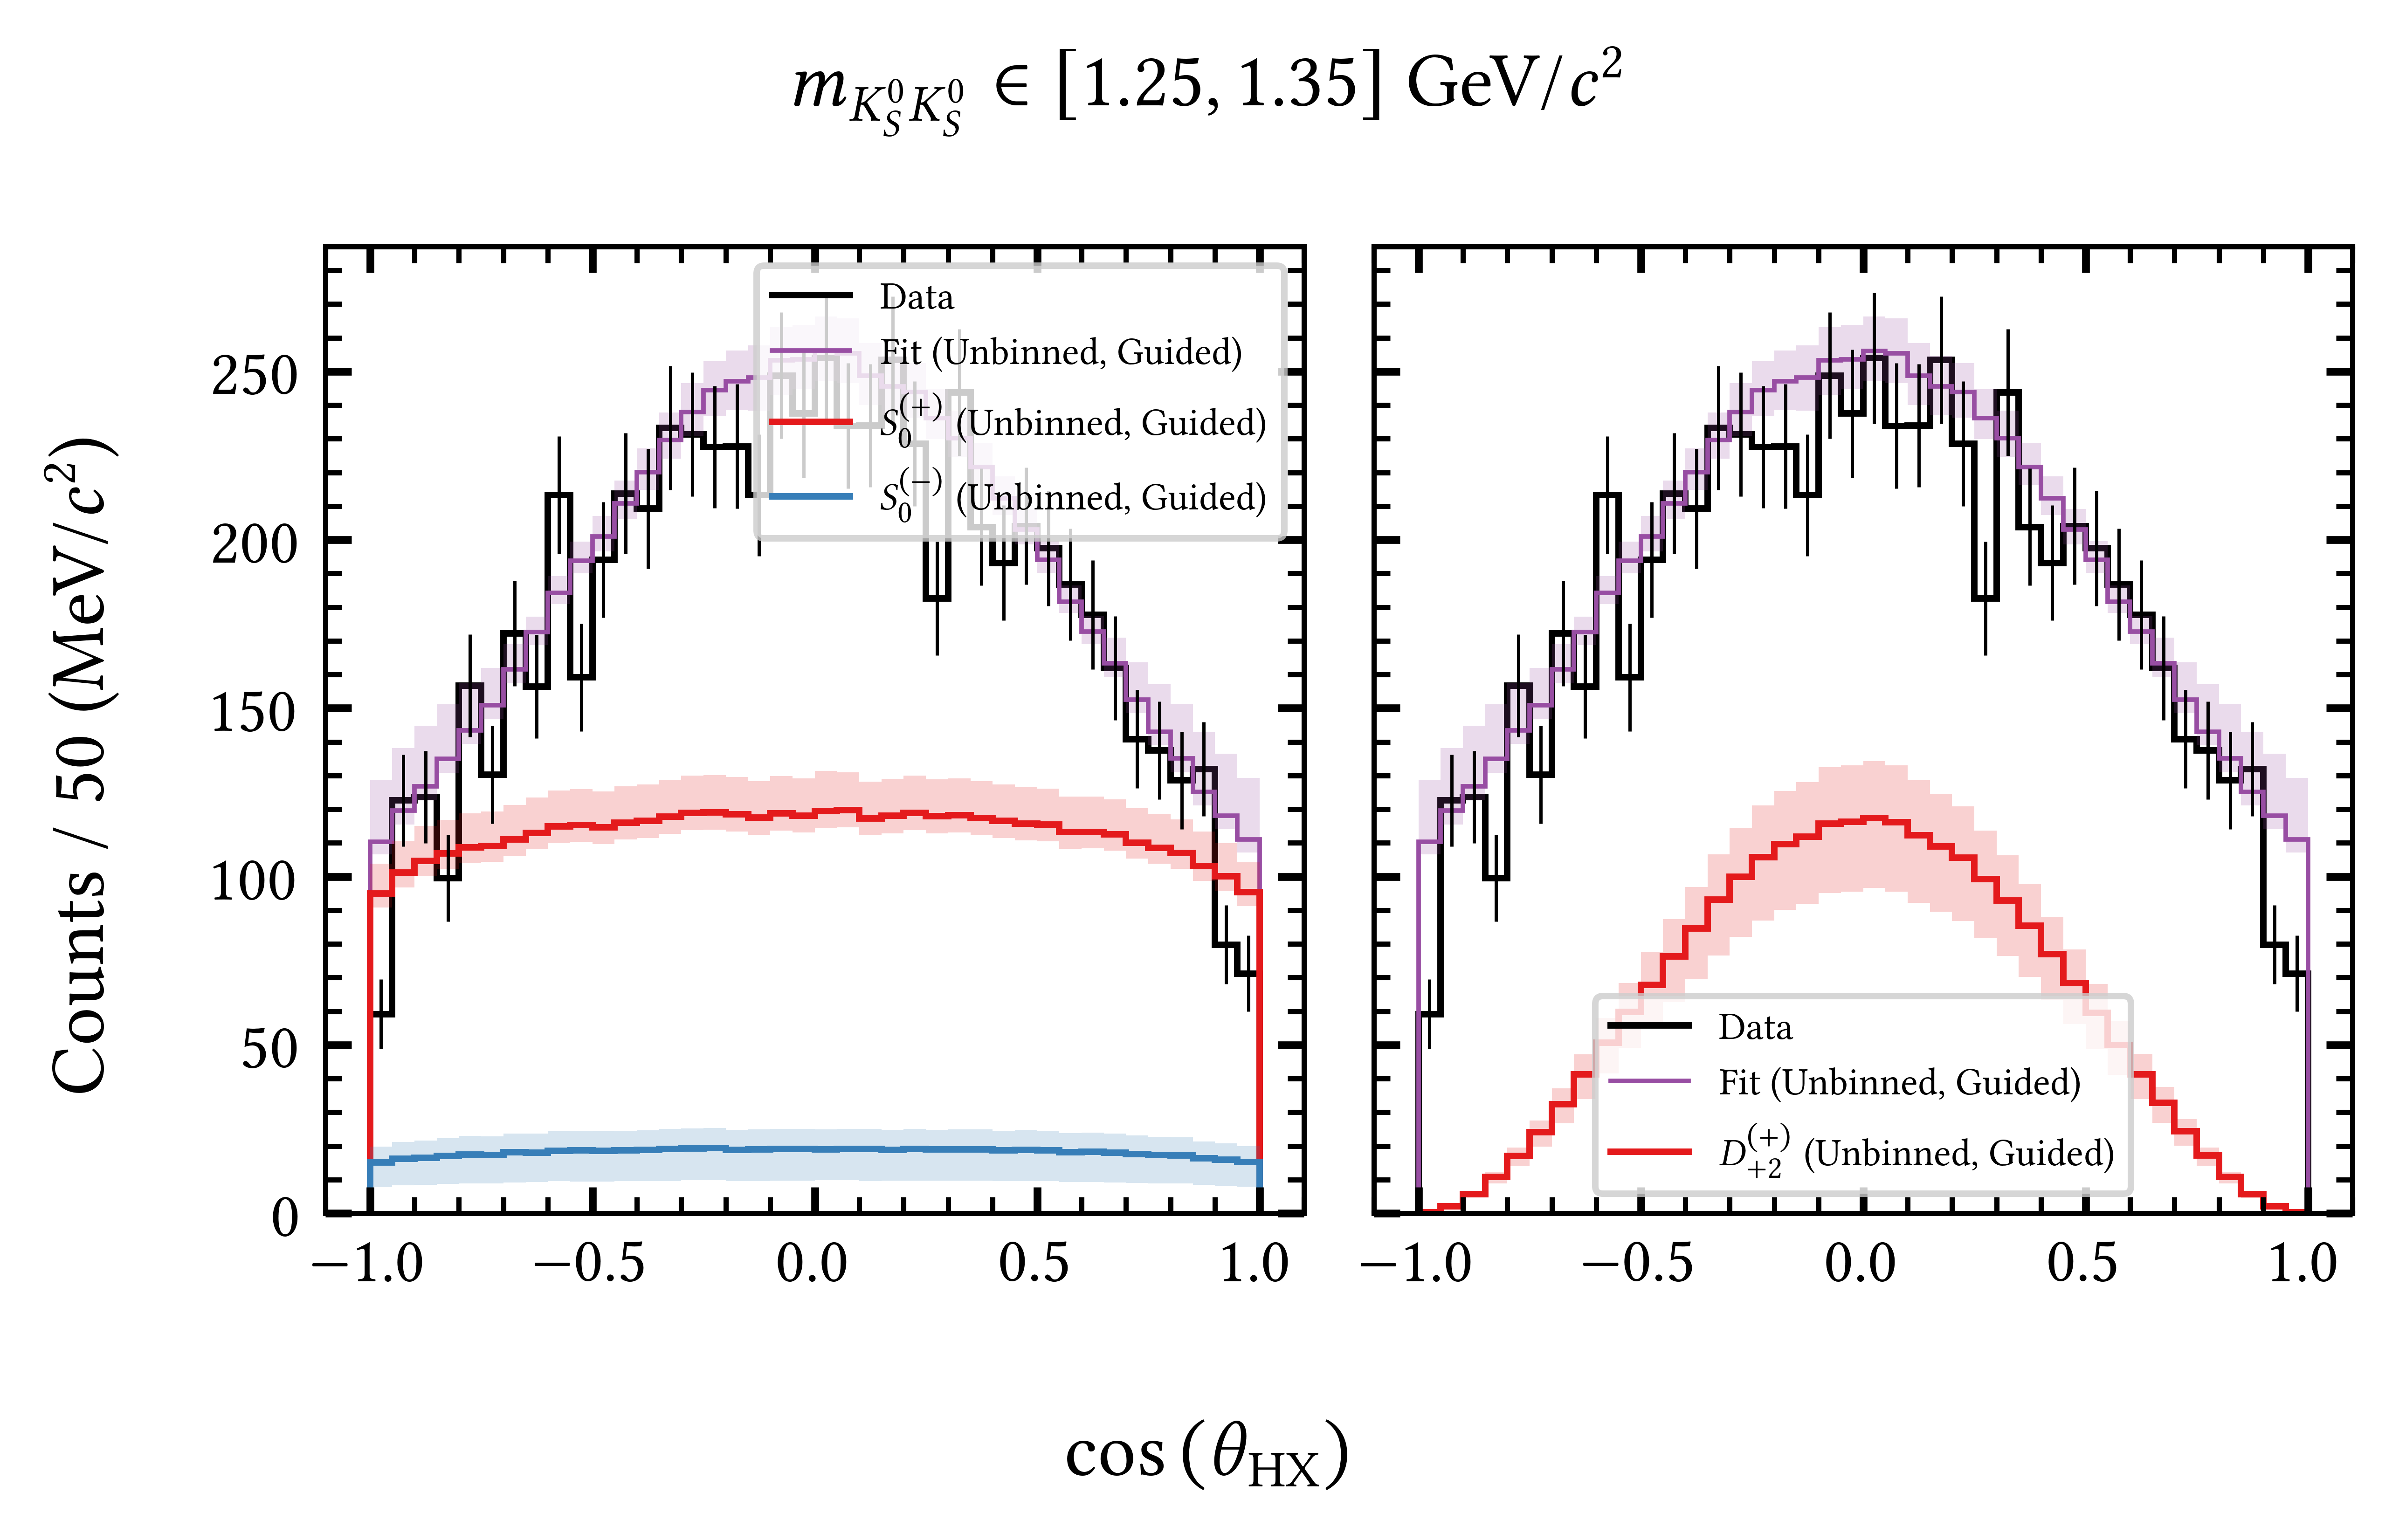 m_{K_S^0 K_S^0} ∈ [1.25, 1.35] GeV/c²
Counts / 50 (MeV/c²)
250
200
150
100
50
0
Data
Fit (Unbinned, Guided)
S_0^{(+)} (Unbinned, Guided)
S_0^{(−)} (Unbinned, Guided)
−1.0 −0.5 0.0 0.5 1.0
Data
Fit (Unbinned, Guided)
D_{+2}^{(+)} (Unbinned, Guided)
−1.0 −0.5 0.0 0.5 1.0
cos (θ_{HX})